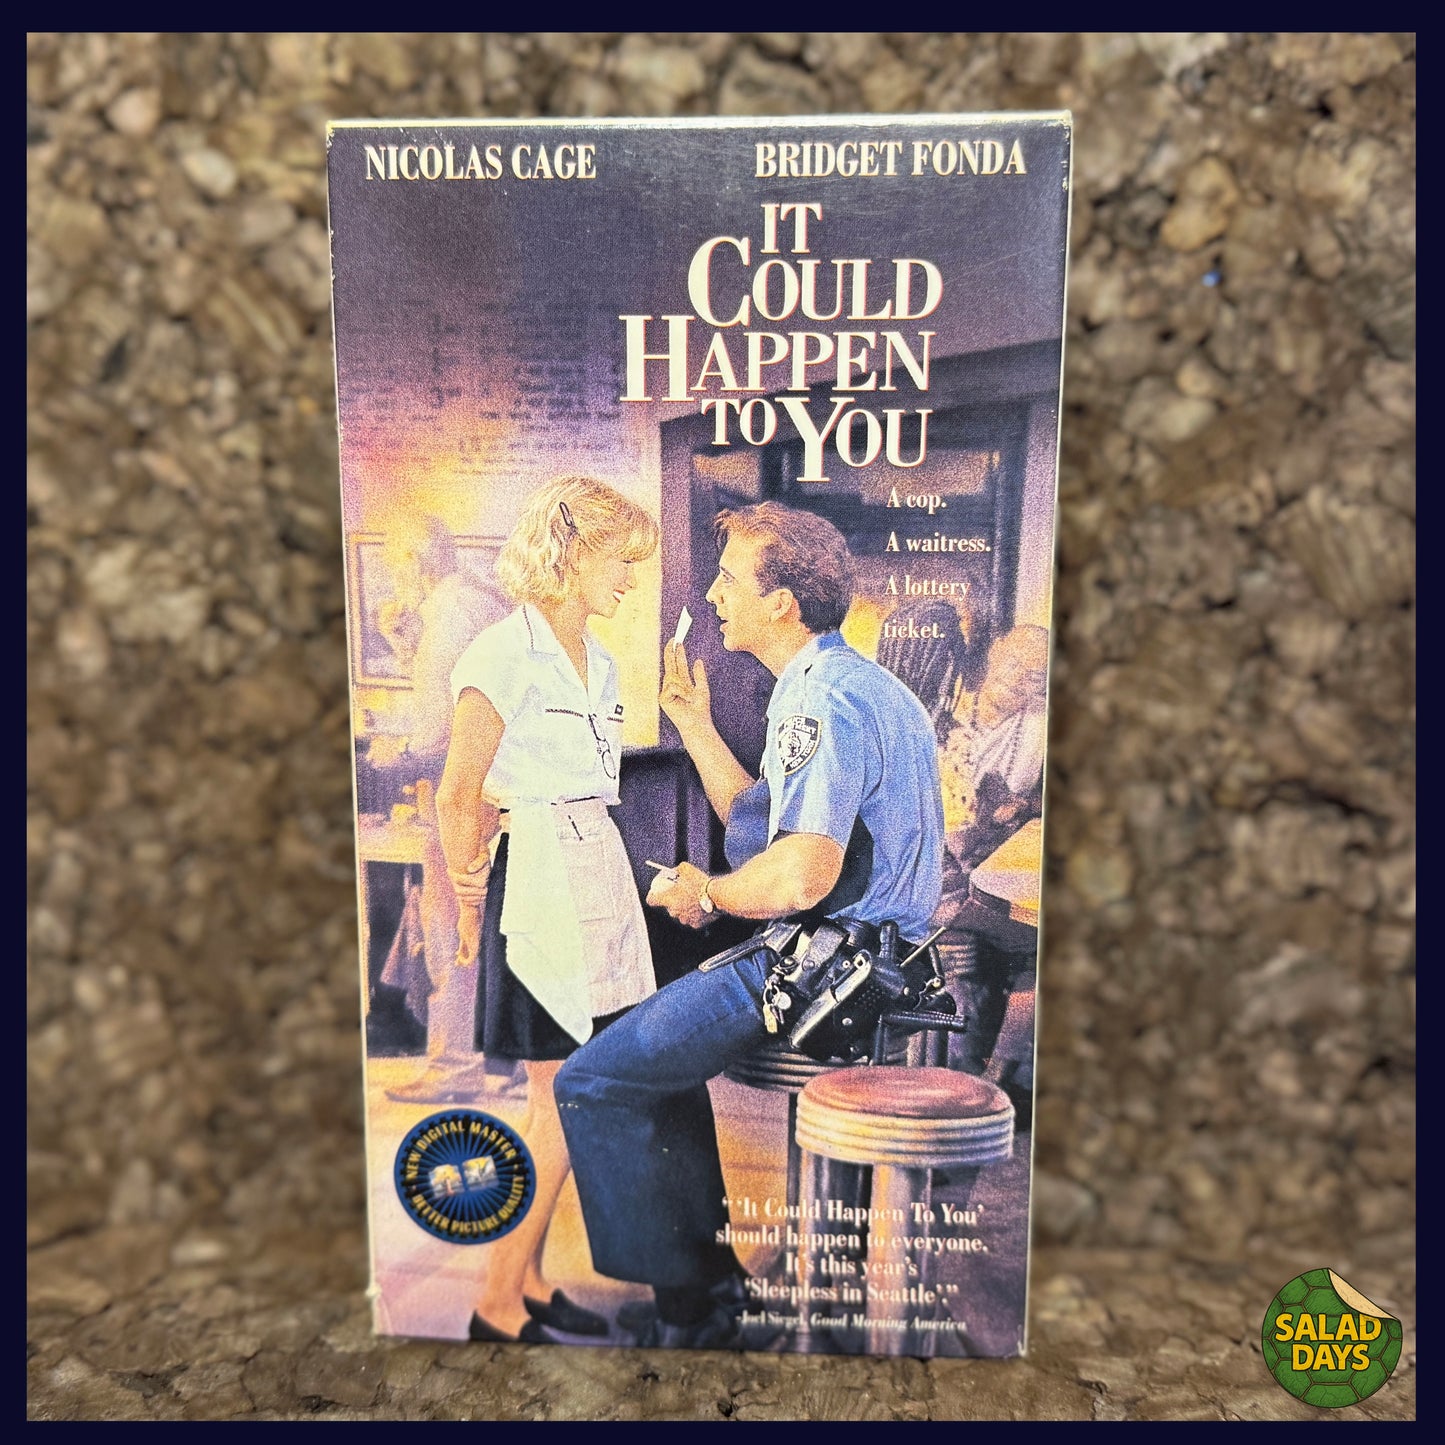 NICOLAS CAGE
BRIDGET FONDA
IT
COULD
HAPPEN
TO YOU
A cop.
A waitress.
A lottery
ticket.
NEW DIGITAL MASTER
BETTER PICTURE QUALITY
"'It Could Happen To You'
should happen to everyone.
It's this year's
'Sleepless in Seattle'."
-Joel Siegel, Good Morning America
SALAD
DAYS